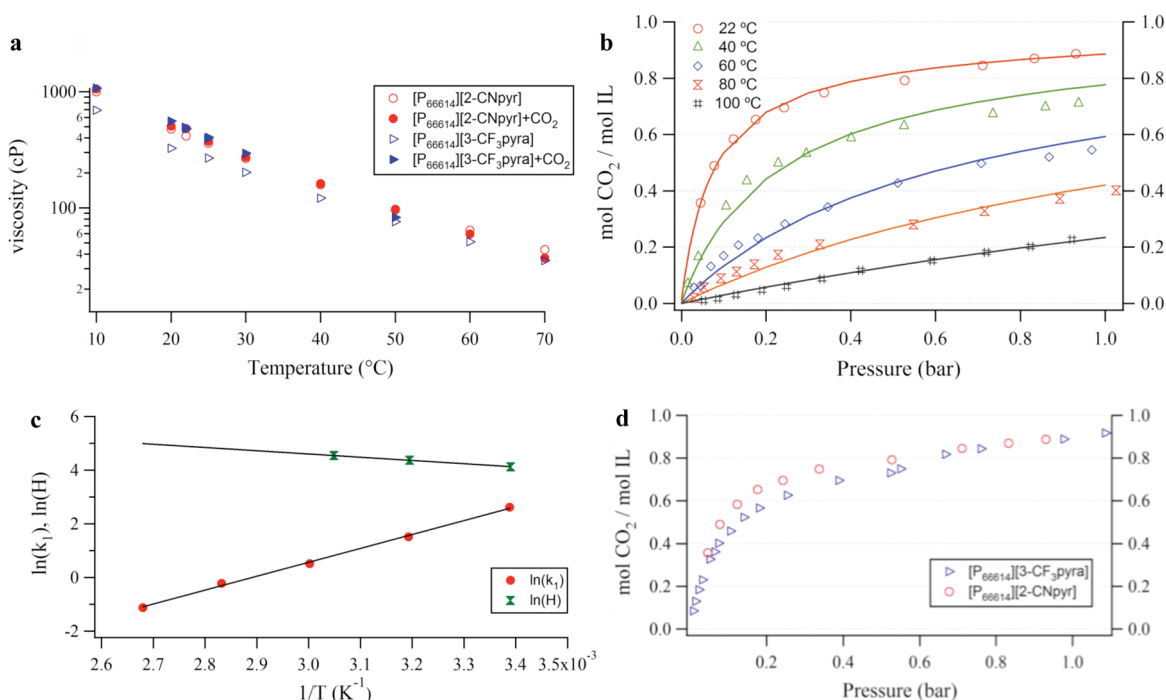 a
viscosity (cP)
1000
6
4
2
100
6
4
2
10
20
30
40
50
60
70
Temperature (°C)
[P66614][2-CNpyr]
[P66614][2-CNpyr]+CO2
[P66614][3-CF3pyra]
[P66614][3-CF3pyra]+CO2
b
mol CO2 / mol IL
1.0
0.8
0.6
0.4
0.2
0.0
1.0
0.8
0.6
0.4
0.2
0.0
22 ºC
40 ºC
60 ºC
80 ºC
100 ºC
0.0
0.2
0.4
0.6
0.8
1.0
Pressure (bar)
c
ln(k1), ln(H)
6
4
2
0
-2
ln(k1)
ln(H)
2.6
2.7
2.8
2.9
3.0
3.1
3.2
3.3
3.4
3.5x10-3
1/T (K-1)
d
mol CO2 / mol IL
1.0
0.8
0.6
0.4
0.2
0.0
1.0
0.8
0.6
0.4
0.2
0.0
[P66614][3-CF3pyra]
[P66614][2-CNpyr]
0.2
0.4
0.6
0.8
1.0
Pressure (bar)